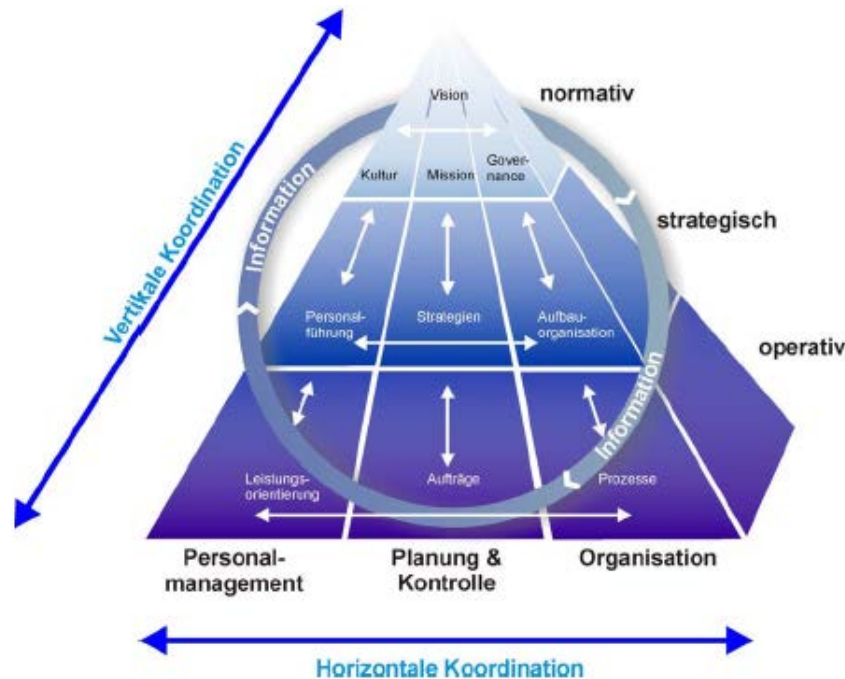 Vision
normativ
Kultur
Mission
Gover-
nance
Information
strategisch
Vertikale Koordination
Personal-
führung
Strategien
Aufbau-
organisation
operativ
Information
Leistungs-
orientierung
Aufträge
Prozesse
Personal-
management
Planung &
Kontrolle
Organisation
Horizontale Koordination